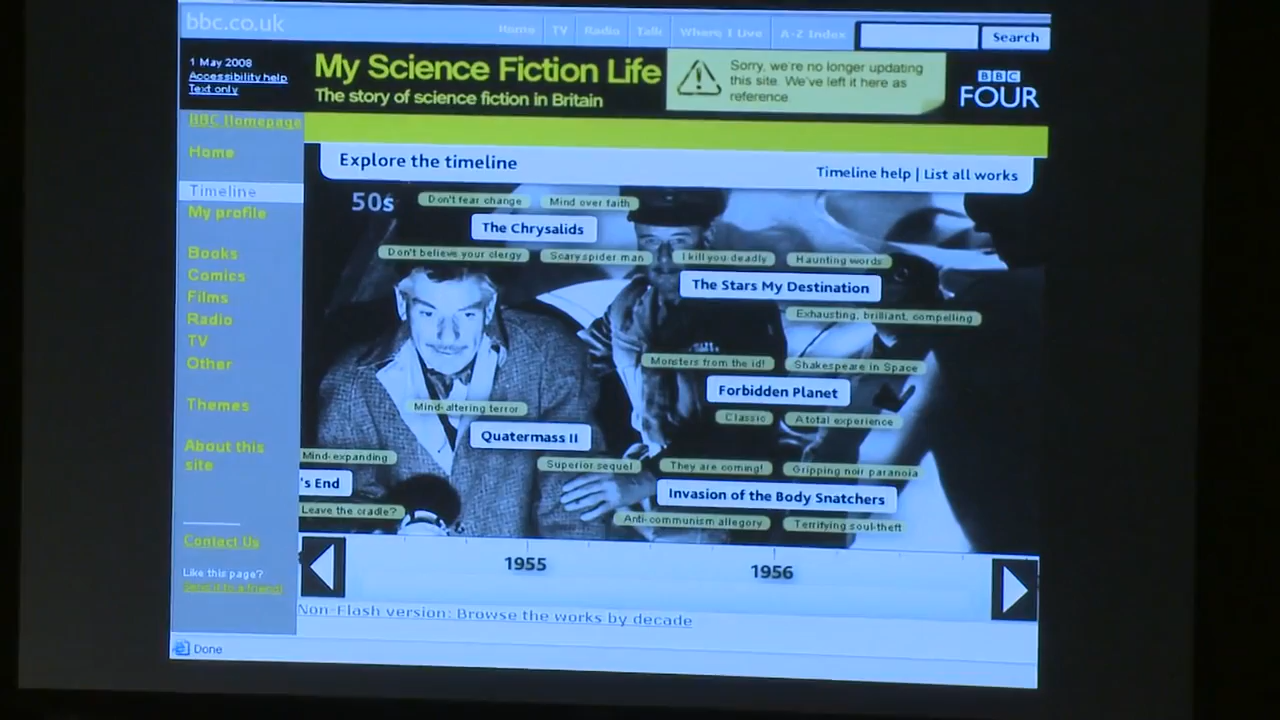 bbc.co.uk
Home TV Radio Talk Where I Live A-Z Index Search
1 May 2008
Accessibility help
Text only
My Science Fiction Life
The story of science fiction in Britain
Sorry, we're no longer updating
this site. We've left it here as
reference.
BBC
FOUR
BBC Homepage
Home
Timeline
My profile
Books
Comics
Films
Radio
TV
Other
Themes
About this
site
Contact Us
Like this page?
Send it to a friend!
Explore the timeline
Timeline help | List all works
50s
Don't fear change Mind over faith
The Chrysalids
Don't believe your clergy Scary spider man I kill you deadly Haunting words
The Stars My Destination
Exhausting, brilliant, compelling
Monsters from the id! Shakespeare in Space
Forbidden Planet
Mind-altering terror Classic A total experience
Quatermass II
Mind-expanding Superior sequel They are coming! Gripping noir paranoia
's End Invasion of the Body Snatchers
Leave the cradle? Anti-communism allegory Terrifying soul-theft
1955 1956
Non-Flash version: Browse the works by decade
Done